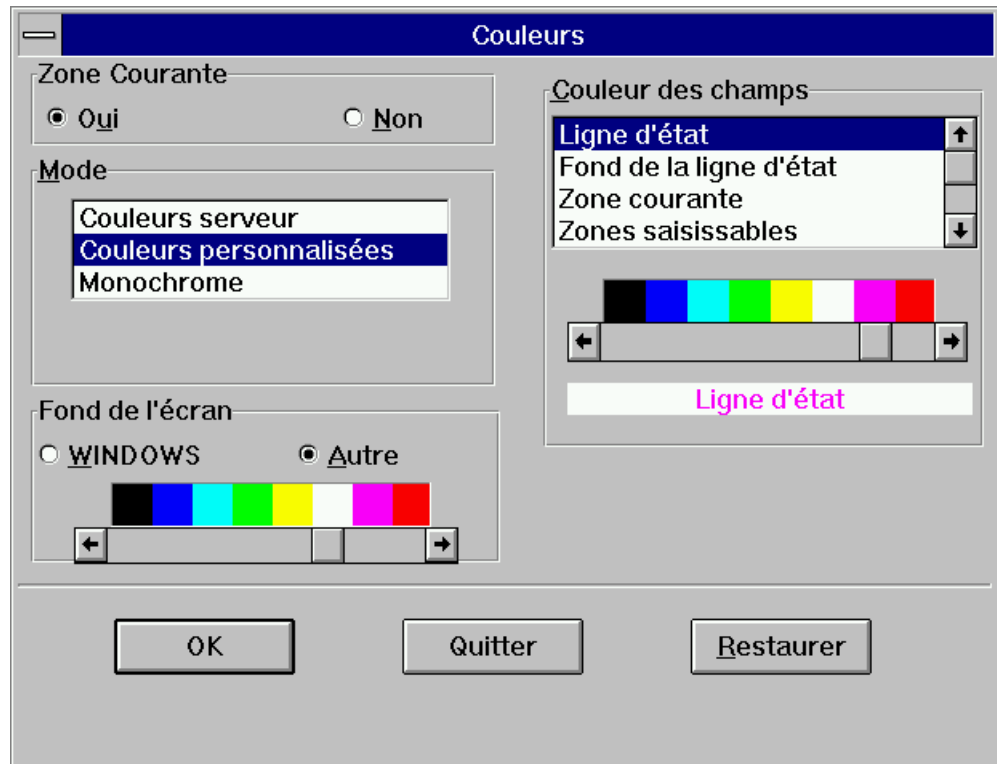 Couleurs
Zone Courante
Oui
Non
Mode
Couleurs serveur
Couleurs personnalisées
Monochrome
Fond de l'écran
WINDOWS
Autre
Couleur des champs
Ligne d'état
Fond de la ligne d'état
Zone courante
Zones saisissables
Ligne d'état
OK
Quitter
Restaurer